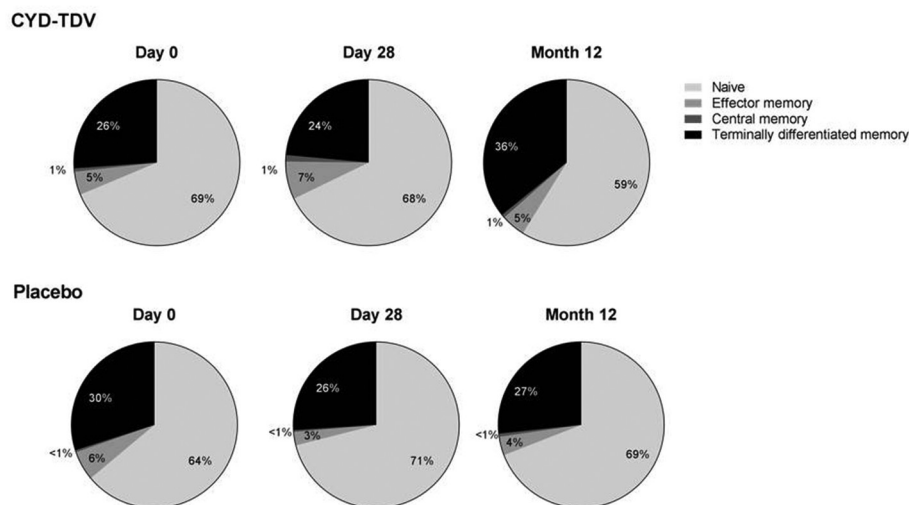 CYD-TDV
Day 0
Day 28
Month 12
Naive
Effector memory
Central memory
Terminally differentiated memory
26%
1%
5%
69%
24%
1%
7%
68%
36%
1%
5%
59%
Placebo
Day 0
Day 28
Month 12
30%
<1%
6%
64%
26%
<1%
3%
71%
27%
<1%
4%
69%